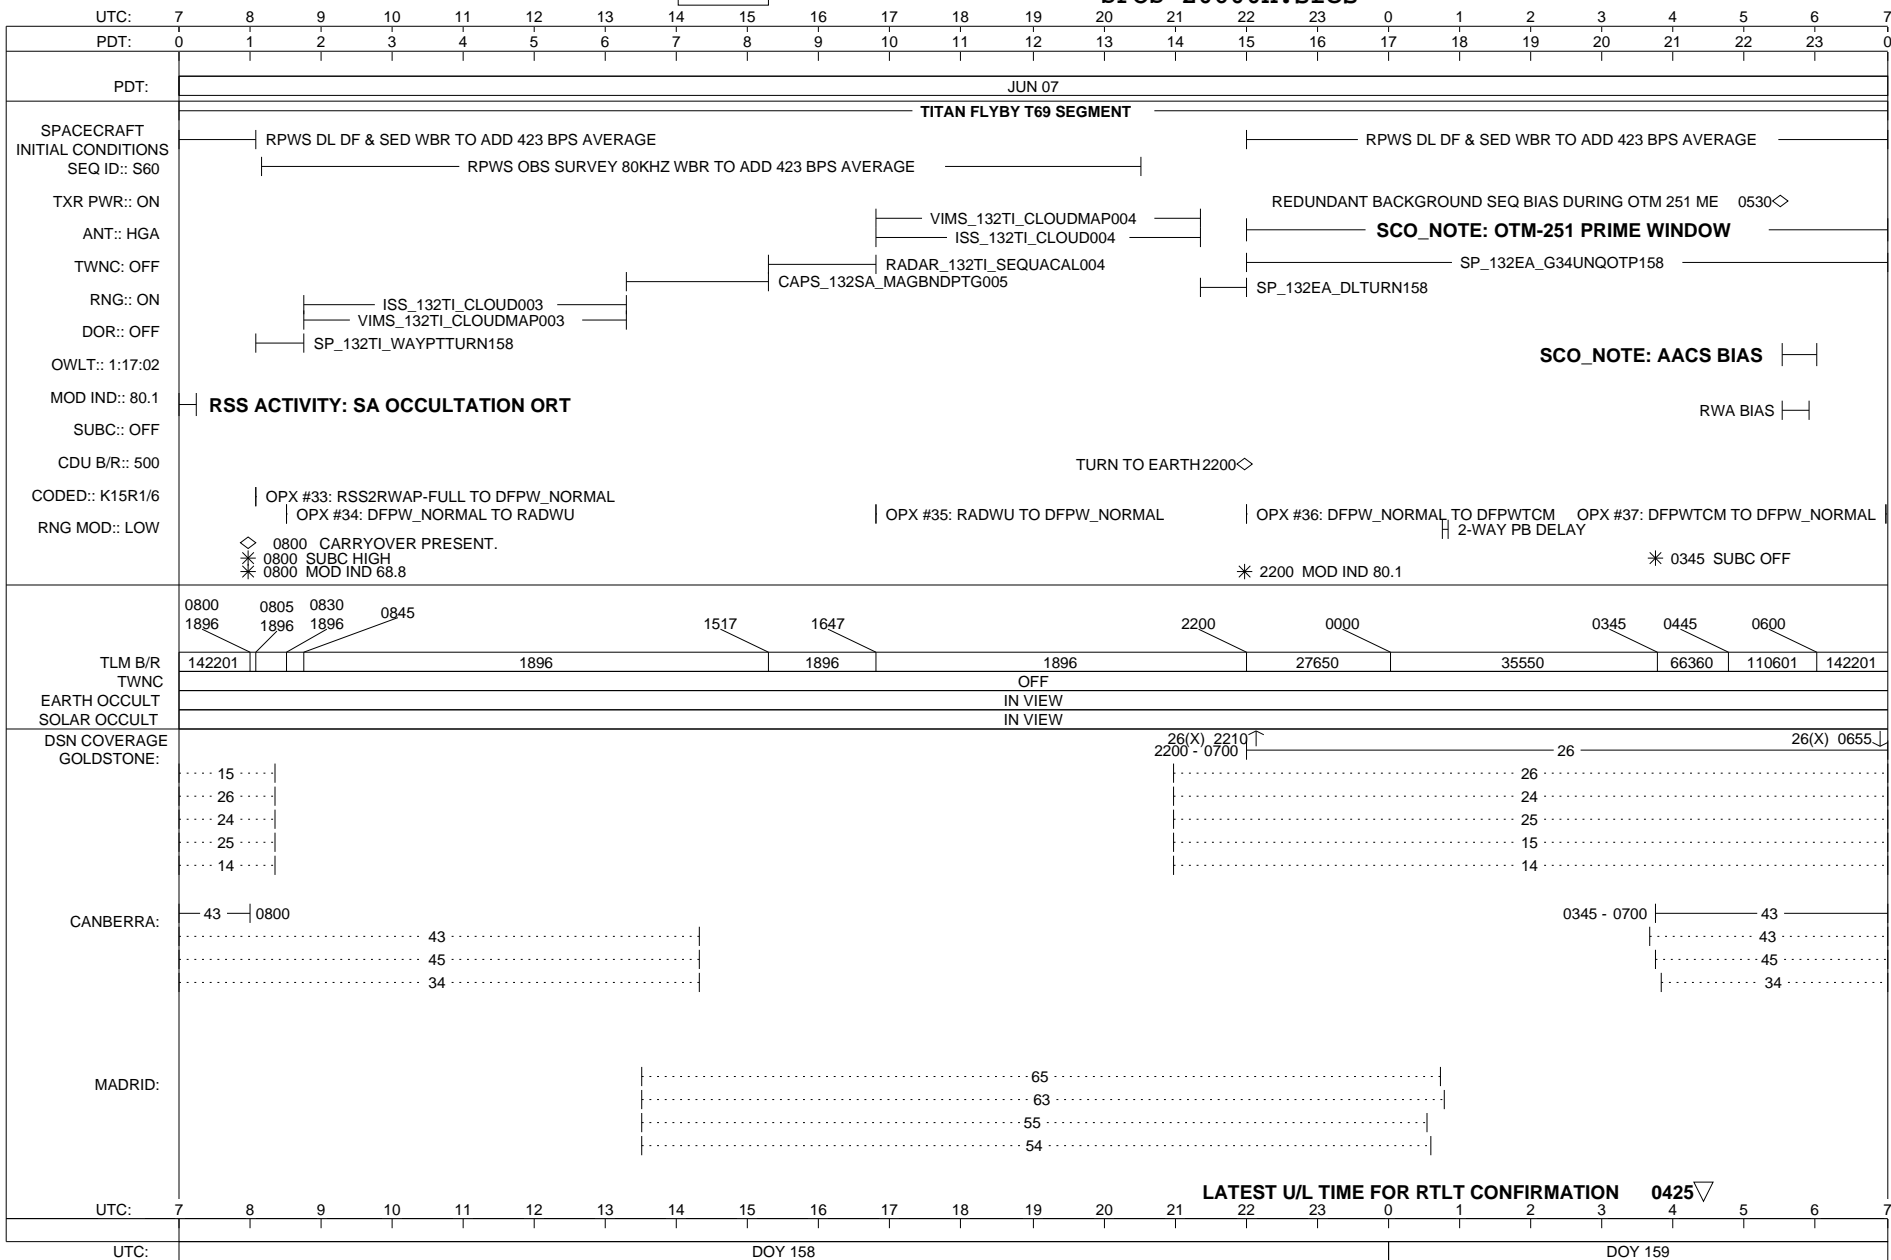 UTC: 7 8 9 10 11 12 13 14 15 16 17 18 19 20 21 22 23 0 1 2 3 4 5 6 7
PDT: 0 1 2 3 4 5 6 7 8 9 10 11 12 13 14 15 16 17 18 19 20 21 22 23 0
PDT: JUN 07
TITAN FLYBY T69 SEGMENT
SPACECRAFT
INITIAL CONDITIONS
RPWS DL DF & SED WBR TO ADD 423 BPS AVERAGE
RPWS DL DF & SED WBR TO ADD 423 BPS AVERAGE
SEQ ID:: S60
RPWS OBS SURVEY 80KHZ WBR TO ADD 423 BPS AVERAGE
TXR PWR:: ON
REDUNDANT BACKGROUND SEQ BIAS DURING OTM 251 ME 0530
VIMS_132TI_CLOUDMAP004
ANT:: HGA
ISS_132TI_CLOUD004
SCO_NOTE: OTM-251 PRIME WINDOW
TWNC: OFF
RADAR_132TI_SEQUACAL004
SP_132EA_G34UNQOTP158
CAPS_132SA_MAGBNDPTG005
SP_132EA_DLTURN158
RNG:: ON
ISS_132TI_CLOUD003
VIMS_132TI_CLOUDMAP003
DOR:: OFF
SP_132TI_WAYPTTURN158
OWLT:: 1:17:02
SCO_NOTE: AACS BIAS
MOD IND:: 80.1
RSS ACTIVITY: SA OCCULTATION ORT
RWA BIAS
SUBC:: OFF
CDU B/R:: 500
TURN TO EARTH 2200
CODED:: K15R1/6
OPX #33: RSS2RWAP-FULL TO DFPW_NORMAL
OPX #34: DFPW_NORMAL TO RADWU
OPX #35: RADWU TO DFPW_NORMAL
OPX #36: DFPW_NORMAL TO DFPWTCM
OPX #37: DFPWTCM TO DFPW_NORMAL
RNG MOD:: LOW
2-WAY PB DELAY
0800 CARRYOVER PRESENT.
0800 SUBC HIGH
0345 SUBC OFF
0800 MOD IND 68.8
2200 MOD IND 80.1
0800 0805 0830 0845 1517 1647 2200 0000 0345 0445 0600
1896 1896 1896
TLM B/R 142201 1896 1896 1896 27650 35550 66360 110601 142201
TWNC OFF
EARTH OCCULT IN VIEW
SOLAR OCCULT IN VIEW
DSN COVERAGE
26(X) 2210
26(X) 0655
GOLDSTONE:
2200 - 0700 26
15 26
26 24
24 25
25 15
14 14
CANBERRA:
43 0800
0345 - 0700 43
43 43
45 45
34 34
MADRID:
65
63
55
54
LATEST U/L TIME FOR RTLT CONFIRMATION 0425
UTC: 7 8 9 10 11 12 13 14 15 16 17 18 19 20 21 22 23 0 1 2 3 4 5 6 7
UTC: DOY 158 DOY 159